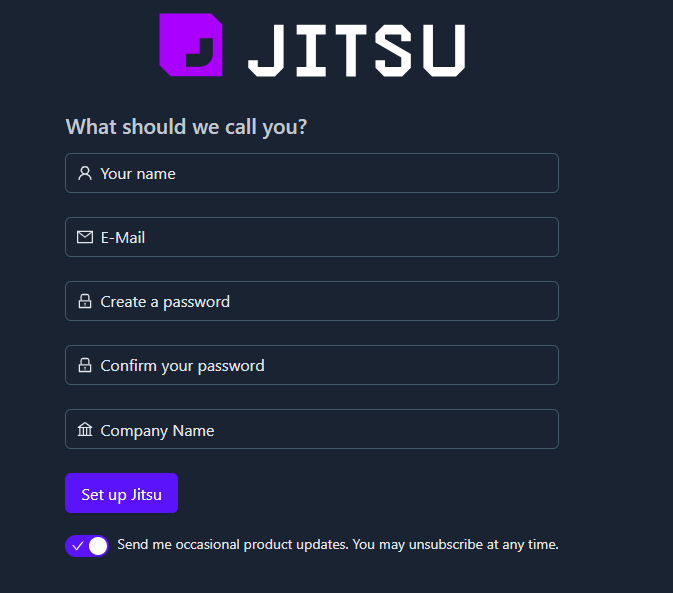 JITSU
What should we call you?
Your name
E-Mail
Create a password
Confirm your password
Company Name
Set up Jitsu
Send me occasional product updates. You may unsubscribe at any time.